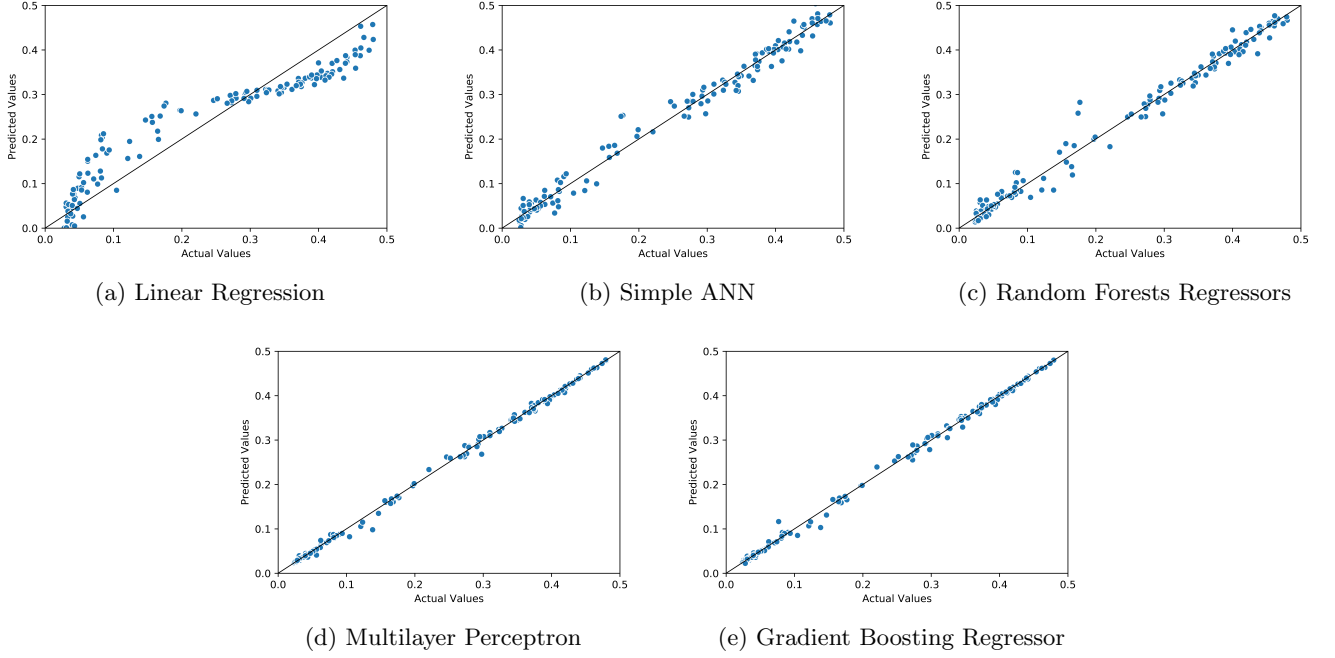 0.5
0.4
0.3
0.2
0.1
0.0
Predicted Values
0.0 0.1 0.2 0.3 0.4 0.5
Actual Values
(a) Linear Regression
0.5
0.4
0.3
0.2
0.1
0.0
Predicted Values
0.0 0.1 0.2 0.3 0.4 0.5
Actual Values
(b) Simple ANN
0.5
0.4
0.3
0.2
0.1
0.0
Predicted Values
0.0 0.1 0.2 0.3 0.4 0.5
Actual Values
(c) Random Forests Regressors
0.5
0.4
0.3
0.2
0.1
0.0
Predicted Values
0.0 0.1 0.2 0.3 0.4 0.5
Actual Values
(d) Multilayer Perceptron
0.5
0.4
0.3
0.2
0.1
0.0
Predicted Values
0.0 0.1 0.2 0.3 0.4 0.5
Actual Values
(e) Gradient Boosting Regressor